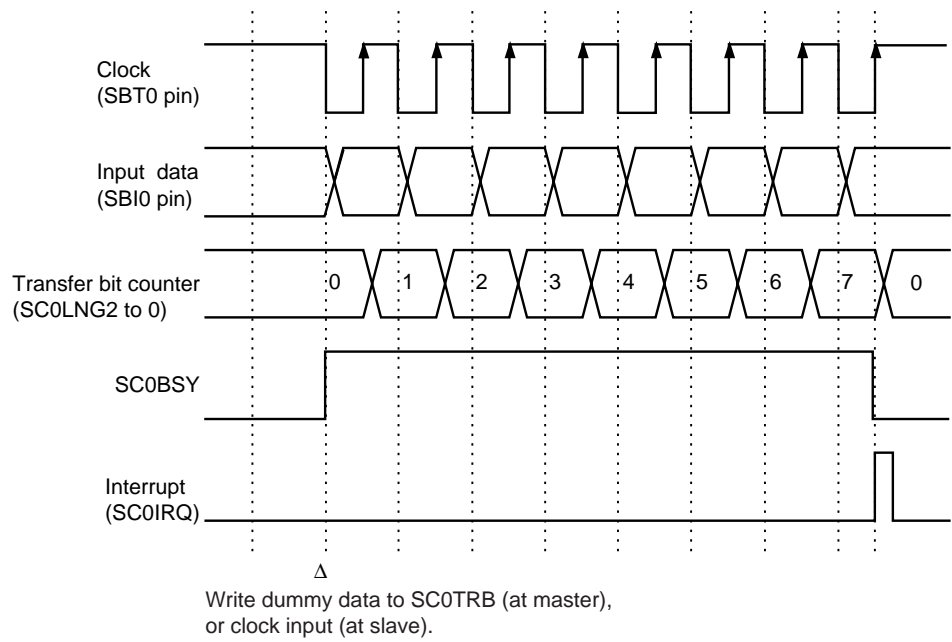 Clock
(SBT0 pin)
Input data
(SBI0 pin)
Transfer bit counter
(SC0LNG2 to 0)
0 1 2 3 4 5 6 7 0
SC0BSY
Interrupt
(SC0IRQ)
Δ
Write dummy data to SC0TRB (at master),
or clock input (at slave).